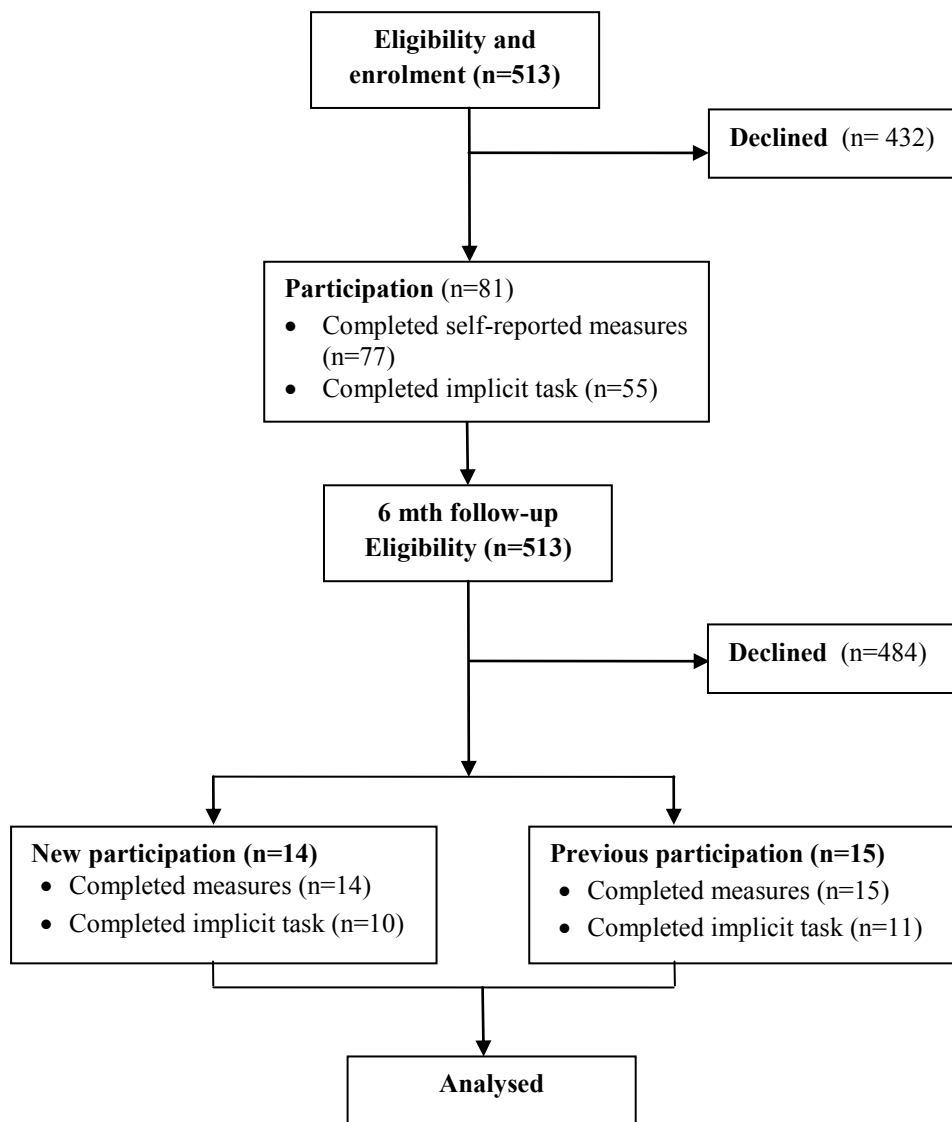 Eligibility and
enrolment (n=513)
Declined (n= 432)
Participation (n=81)
• Completed self-reported measures
(n=77)
• Completed implicit task (n=55)
6 mth follow-up
Eligibility (n=513)
Declined (n=484)
New participation (n=14)
• Completed measures (n=14)
• Completed implicit task (n=10)
Previous participation (n=15)
• Completed measures (n=15)
• Completed implicit task (n=11)
Analysed